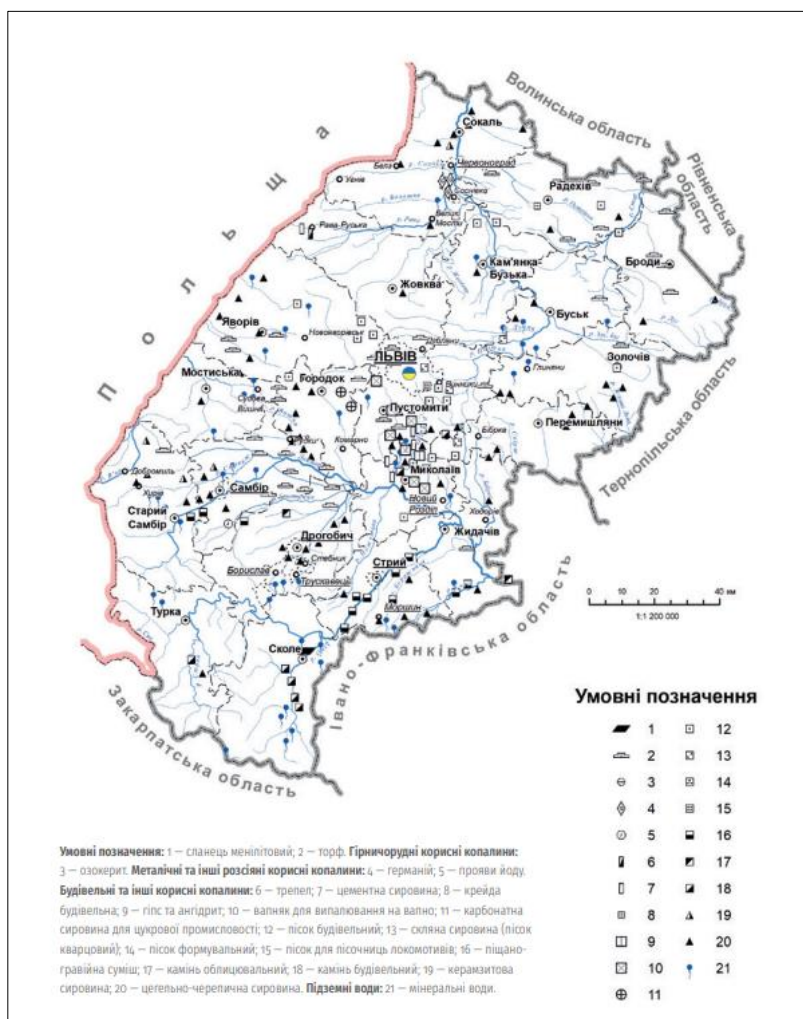 Волинська область
Рівненська
область
Польща
Сокаль
Червоноград
Белз
Угнів
Радехів
Великі
Мости
Рава-Руська
р. Рата
Кам'янка-
Бузька
Броди
Жовква
Буськ
Яворів
Новояворівськ
Дубляни
ЛЬВІВ
Золочів
Глиняни
Винники
Мостиська
Городок
Судова
Вишня
Пустомити
Перемишляни
Бібрка
Рудки
Комарно
Тернопільська область
Добромиль
Хирів
Миколаїв
Самбір
Новий
Розділ
Ходорів
Старий
Самбір
Жидачів
Дрогобич
Стебник
Стрий
Борислав
Трускавець
Моршин
Турка
Сколе
Івано-Франківська область
Закарпатська область
0 10 20 40 км
1:1 200 000
Умовні позначення
1 12
2 13
3 14
4 15
5 16
6 17
7 18
8 19
9 20
10 21
11
Умовні позначення: 1 — сланець менілітовий; 2 — торф. Гірничорудні корисні копалини:
3 — озокерит. Металічні та інші розсіяні корисні копалини: 4 — германій; 5 — прояви йоду.
Будівельні та інші корисні копалини: 6 — трепел; 7 — цементна сировина; 8 — крейда
будівельна; 9 — гіпс та ангідрит; 10 — вапняк для випалювання на вално; 11 — карбонатна
сировина для цукрової промисловості; 12 — пісок будівельний; 13 — скляна сировина (пісок
кварцовий); 14 — пісок формувальний; 15 — пісок для пісочниць локомотивів; 16 — піщано-
гравійна суміш; 17 — камінь облицювальний; 18 — камінь будівельний; 19 — керамзитова
сировина; 20 — цегельно-черепична сировина. Підземні води: 21 — мінеральні води.